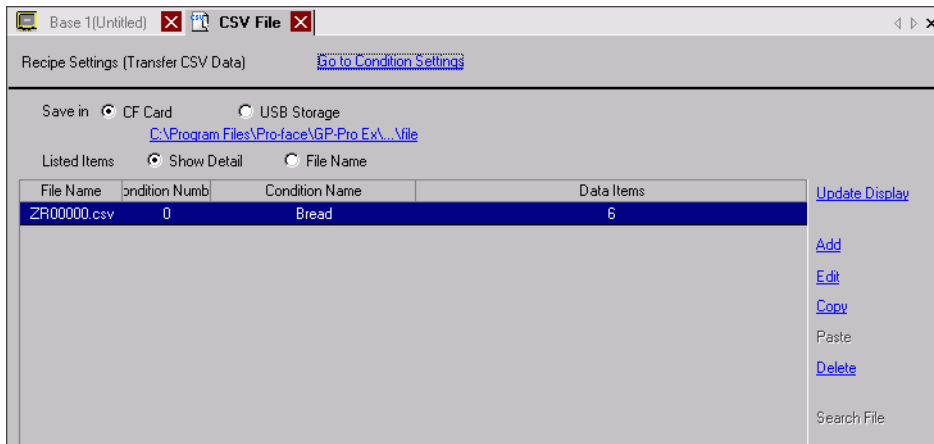 Base 1(Untitled) CSV File
Recipe Settings (Transfer CSV Data) Go to Condition Settings
Save in CF Card USB Storage
C:\Program Files\Pro-face\GP-Pro Ex\...\file
Listed Items Show Detail File Name
File Name ondition Numb Condition Name Data Items
Update Display
ZR00000.csv 0 Bread 6
Add
Edit
Copy
Paste
Delete
Search File